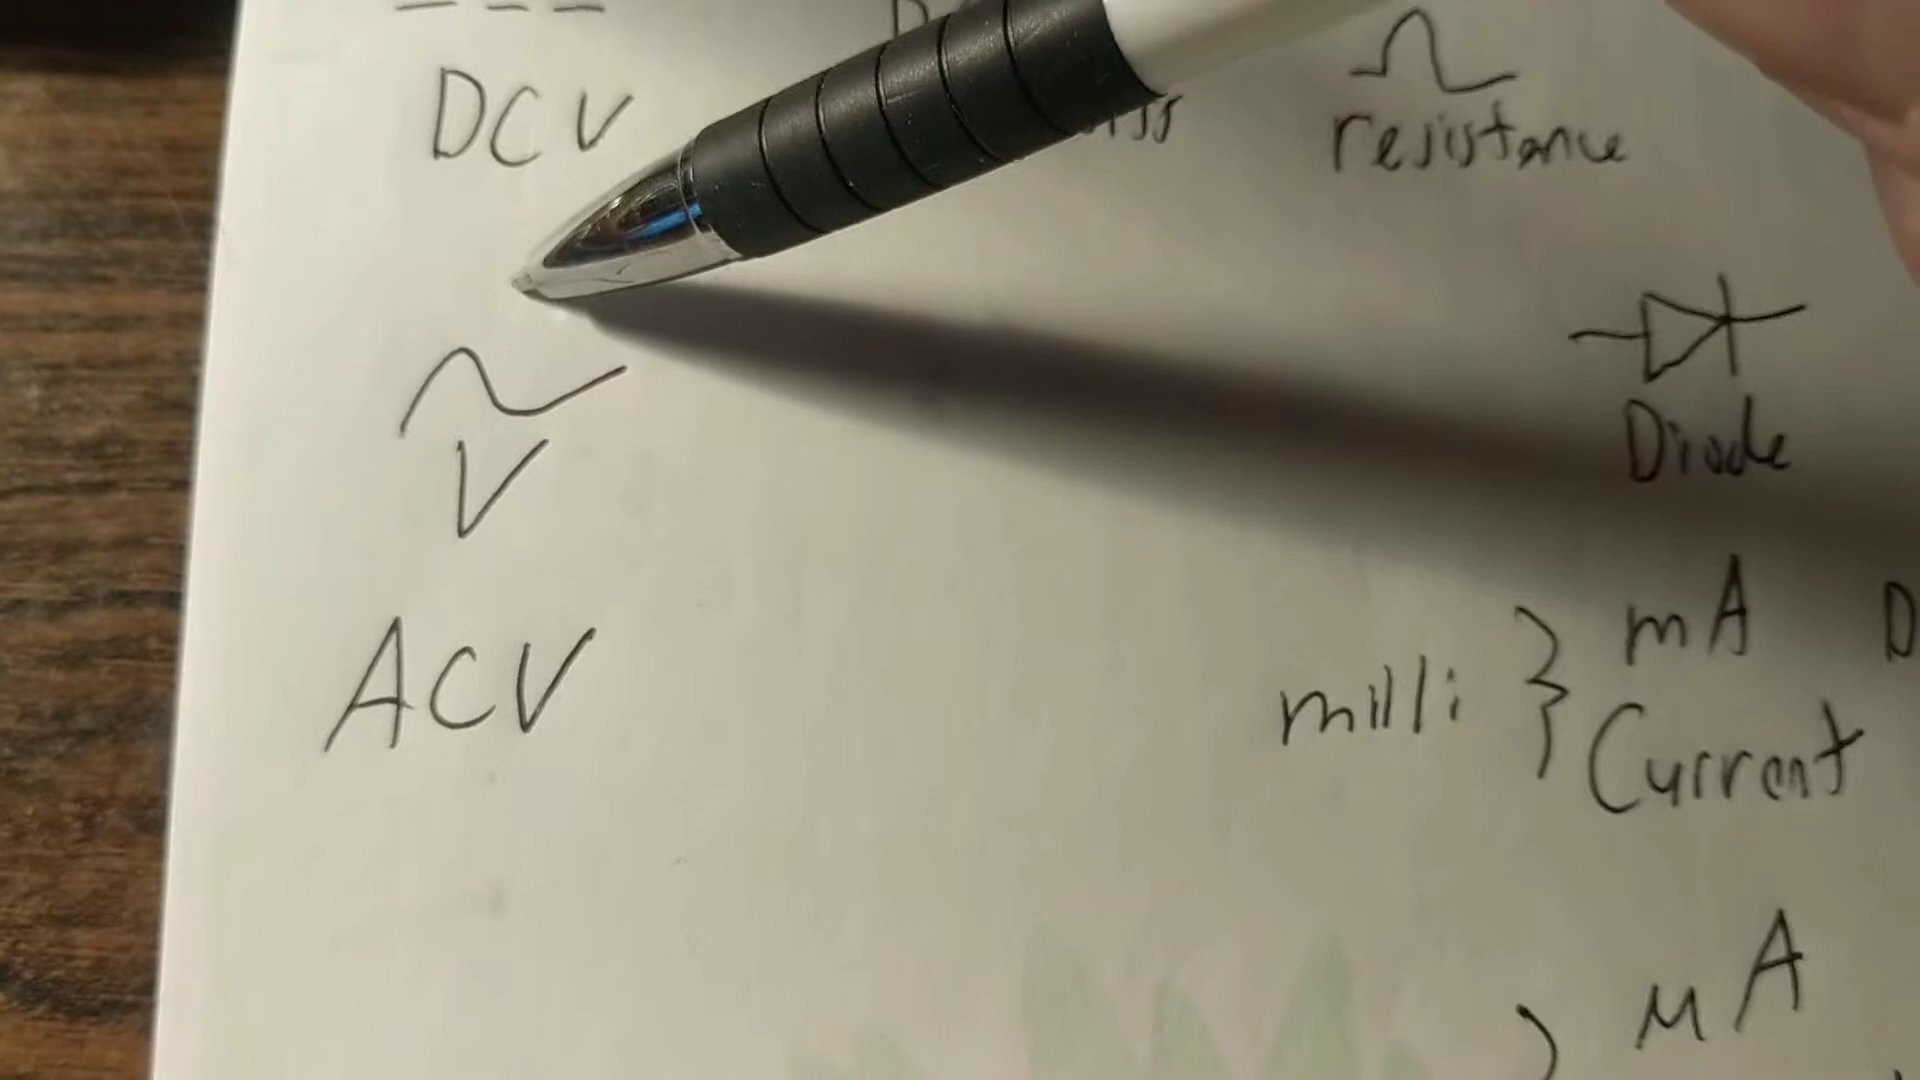 DCV
resistance
Diode
V
mA
milli
Current
ACV
μA